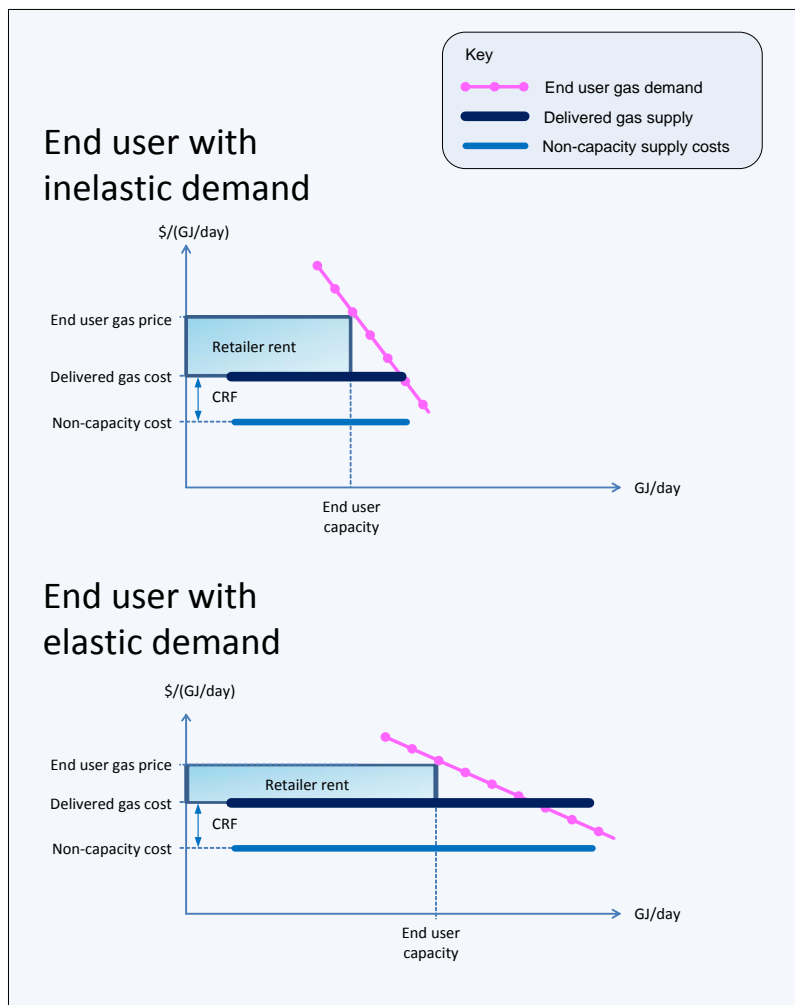 Key
End user gas demand
Delivered gas supply
Non-capacity supply costs
End user with
inelastic demand
$/(GJ/day)
End user gas price
Retailer rent
Delivered gas cost
CRF
Non-capacity cost
GJ/day
End user
capacity
End user with
elastic demand
$/(GJ/day)
End user gas price
Retailer rent
Delivered gas cost
CRF
Non-capacity cost
GJ/day
End user
capacity